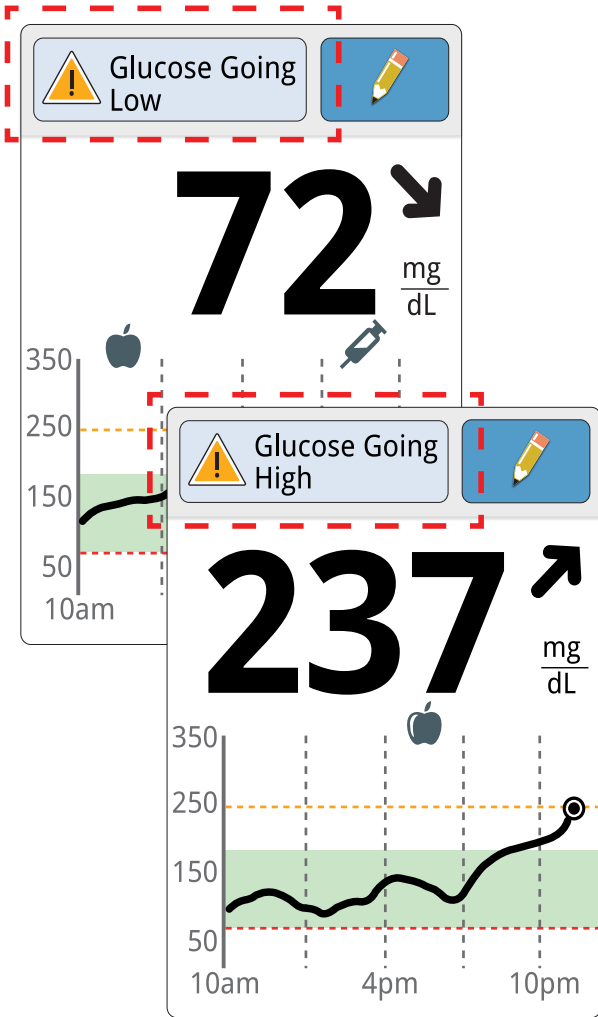 Glucose Going
Low
72
mg
dL
350
250
150
50
10am
Glucose Going
High
237
mg
dL
350
250
150
50
10am 4pm 10pm